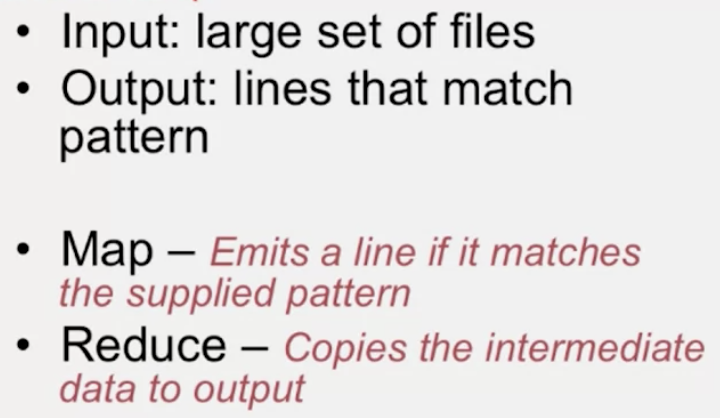 • Input: large set of files
• Output: lines that match
pattern
• Map – Emits a line if it matches
the supplied pattern
• Reduce – Copies the intermediate
data to output